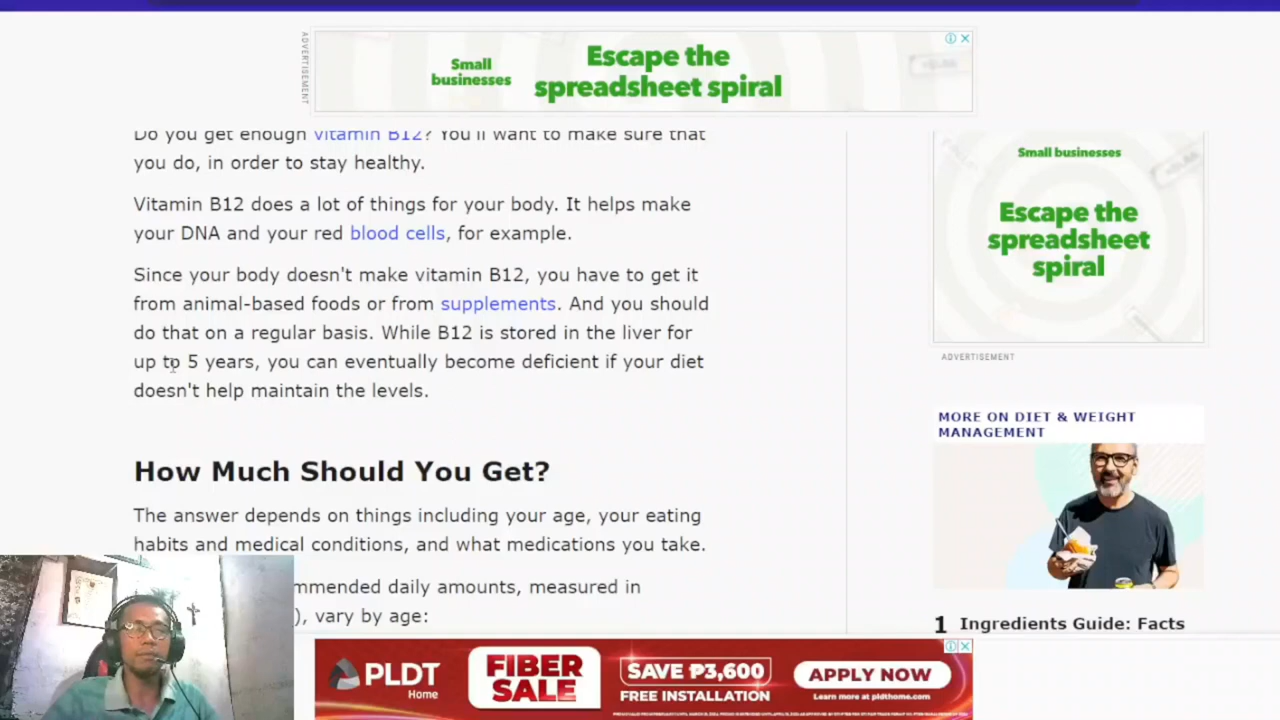 ADVERTISEMENT
Small
businesses
Escape the
spreadsheet spiral
Do you get enough vitamin B12? You'll want to make sure that
you do, in order to stay healthy.
Vitamin B12 does a lot of things for your body. It helps make
your DNA and your red blood cells, for example.
Since your body doesn't make vitamin B12, you have to get it
from animal-based foods or from supplements. And you should
do that on a regular basis. While B12 is stored in the liver for
up to 5 years, you can eventually become deficient if your diet
doesn't help maintain the levels.
How Much Should You Get?
The answer depends on things including your age, your eating
habits and medical conditions, and what medications you take.
mmended daily amounts, measured in
), vary by age:
Small businesses
Escape the
spreadsheet
spiral
ADVERTISEMENT
MORE ON DIET & WEIGHT
MANAGEMENT
1 Ingredients Guide: Facts
PLDT
Home
FIBER
SALE
SAVE ₱3,600
FREE INSTALLATION
APPLY NOW
Learn more at pldthome.com